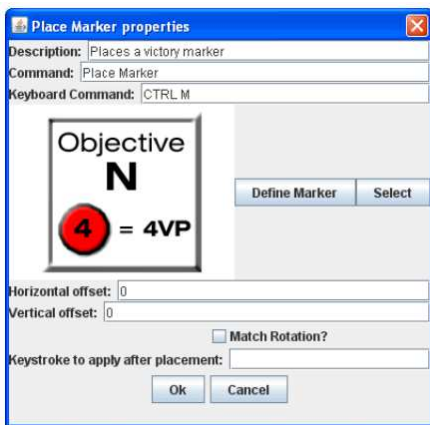 Place Marker properties
Description: Places a victory marker
Command: Place Marker
Keyboard Command: CTRL M
Objective
N
4 = 4VP
Define Marker Select
Horizontal offset: 0
Vertical offset: 0
Match Rotation?
Keystroke to apply after placement:
Ok Cancel